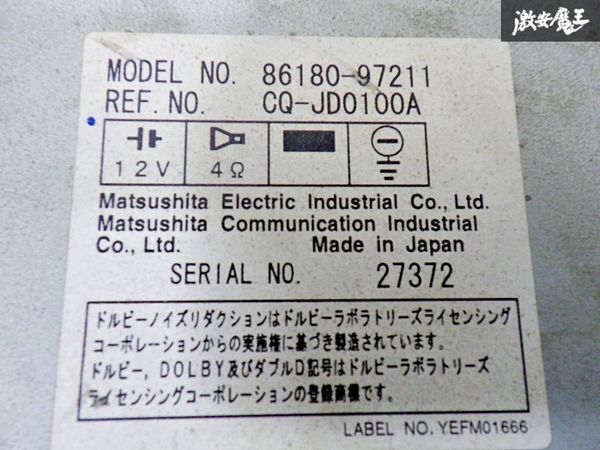 激安魔王
MODEL NO. 86180-97211
REF. NO. CQ-JD0100A
12V 4Ω
Matsushita Electric Industrial Co., Ltd.
Matsushita Communication Industrial
Co., Ltd. Made in Japan
SERIAL NO. 27372
ドルビーノイズリダクションはドルビーラボラトリーズライセンシング
コーポレーションからの実施権に基づき製造されています。
ドルビー, DOLBY及びダブルD記号はドルビーラボラトリーズ
ライセンシングコーポレーションの登録商標です。
LABEL NO. YEFM01666